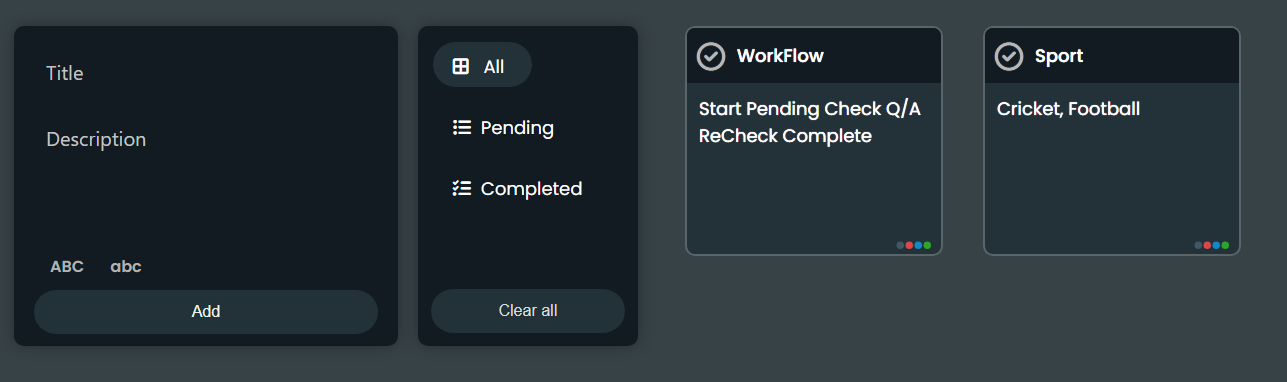 Title
Description
ABC abc
Add
All
Pending
Completed
Clear all
WorkFlow
Start Pending Check Q/A
ReCheck Complete
Sport
Cricket, Football